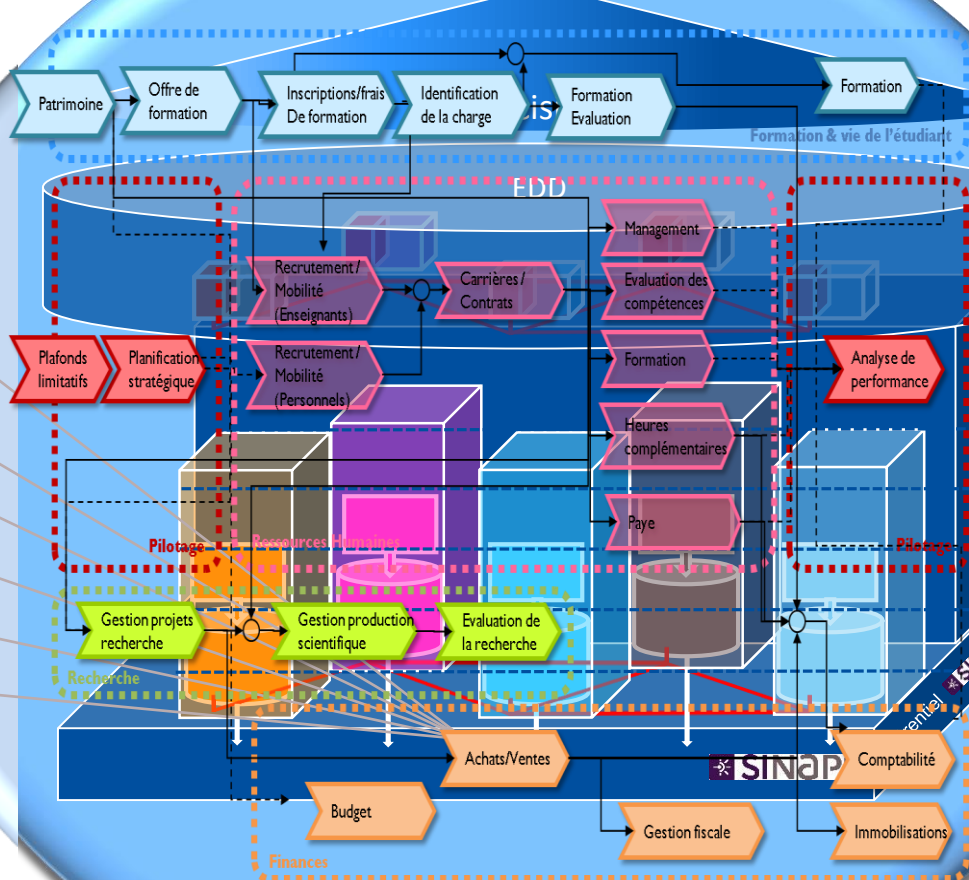 Patrimoine
Offre de
formation
Inscriptions/frais
De formation
Identification
de la charge
Formation
Evaluation
Formation
Formation & vie de l'étudiant
EDD
Management
Recrutement /
Mobilité
(Enseignants)
Carrières /
Contrats
Evaluation des
compétences
Plafonds
limitatifs
Planification
stratégique
Recrutement /
Mobilité
(Personnels)
Formation
Analyse de
performance
Heures
complémentaires
Paye
Pilotage
Ressources Humaines
Pilotage
Gestion projets
recherche
Gestion production
scientifique
Evaluation de
la recherche
Recherche
Achats/Ventes
SINAP
Comptabilité
Budget
Gestion fiscale
Immobilisations
Finances